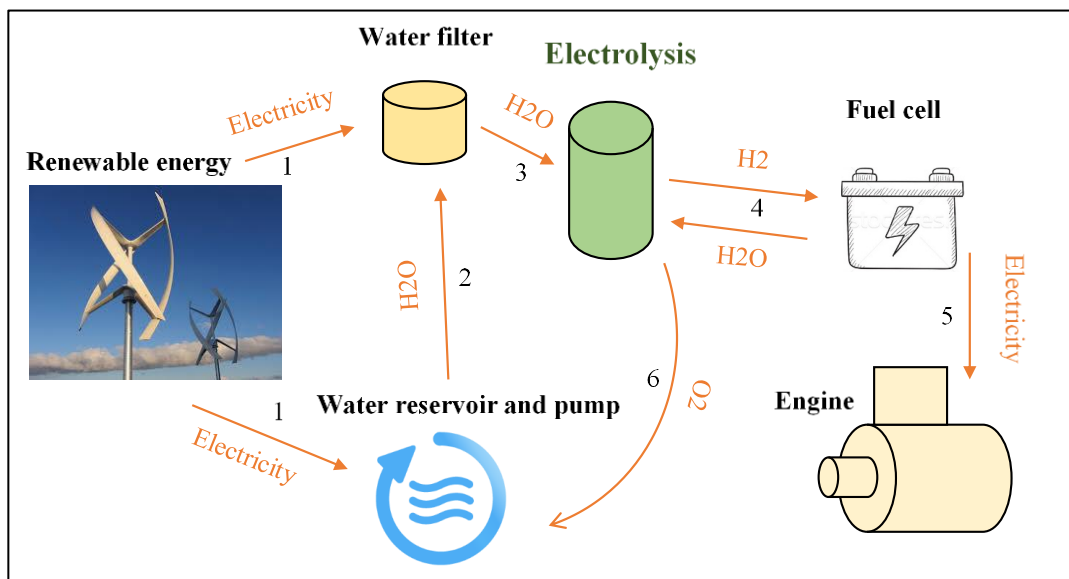 Water filter
Electrolysis
Fuel cell
Renewable energy
Electricity
1
H2O
3
H2
4
H2O
H2O
2
Electricity
5
Water reservoir and pump
1
Electricity
6
O2
Engine